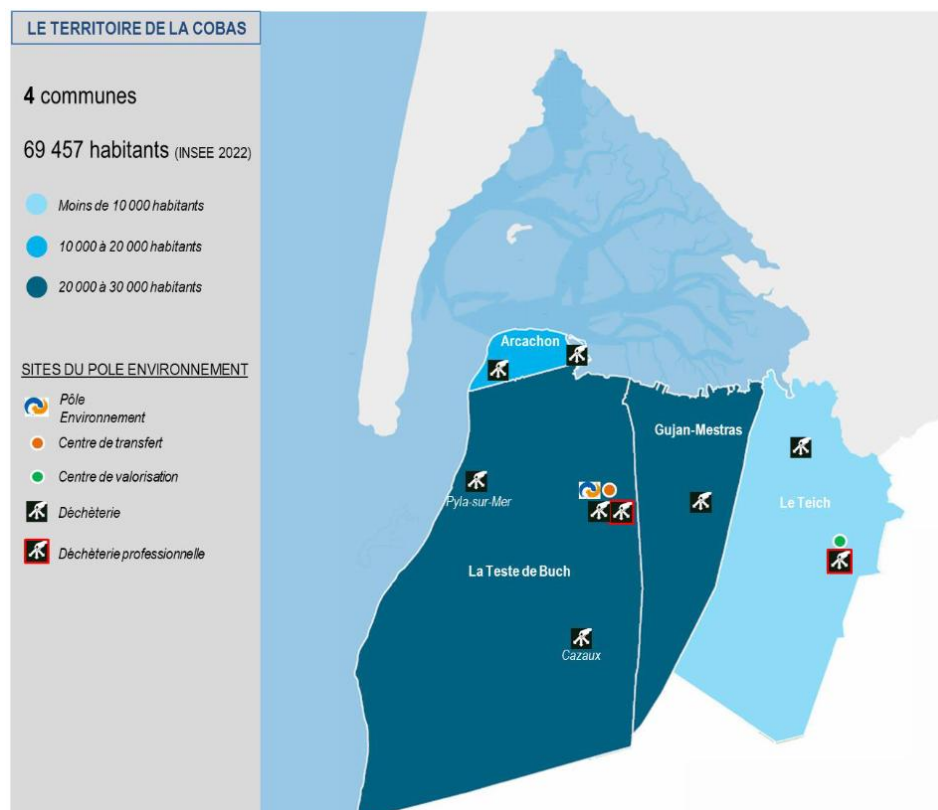 LE TERRITOIRE DE LA COBAS
4 communes
69 457 habitants (INSEE 2022)
Moins de 10 000 habitants
10 000 à 20 000 habitants
20 000 à 30 000 habitants
SITES DU POLE ENVIRONNEMENT
Pôle
Environnement
Centre de transfert
Centre de valorisation
Dèchèterie
Dèchèterie professionnelle
Arcachon
Gujan-Mestras
Pyla-sur-Mer
Le Teich
La Teste de Buch
Cazaux